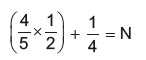 (4/5 × 1/2) + 1/4 = N